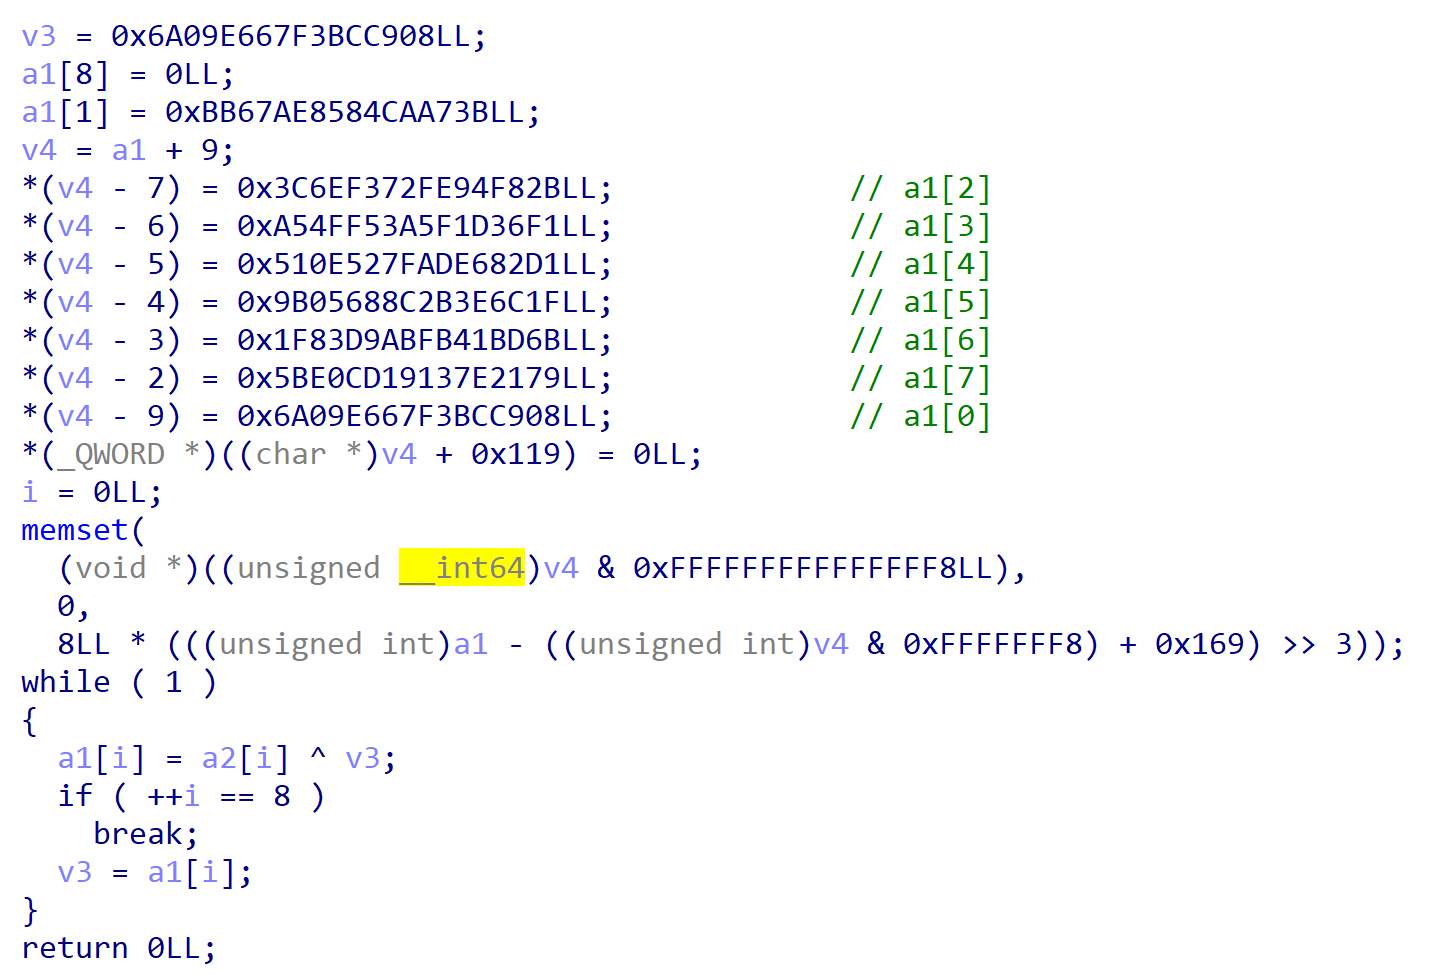 v3 = 0x6A09E667F3BCC908LL;
a1[8] = 0LL;
a1[1] = 0xBB67AE8584CAA73BLL;
v4 = a1 + 9;
*(v4 - 7) = 0x3C6EF372FE94F82BLL; // a1[2]
*(v4 - 6) = 0xA54FF53A5F1D36F1LL; // a1[3]
*(v4 - 5) = 0x510E527FADE682D1LL; // a1[4]
*(v4 - 4) = 0x9B05688C2B3E6C1FLL; // a1[5]
*(v4 - 3) = 0x1F83D9ABFB41BD6BLL; // a1[6]
*(v4 - 2) = 0x5BE0CD19137E2179LL; // a1[7]
*(v4 - 9) = 0x6A09E667F3BCC908LL; // a1[0]
*(_QWORD *)((char *)v4 + 0x119) = 0LL;
i = 0LL;
memset(
(void *)((unsigned __int64)v4 & 0xFFFFFFFFFFFFFFF8LL),
0,
8LL * (((unsigned int)a1 - ((unsigned int)v4 & 0xFFFFFFF8) + 0x169) >> 3));
while ( 1 )
{
a1[i] = a2[i] ^ v3;
if ( ++i == 8 )
break;
v3 = a1[i];
}
return 0LL;